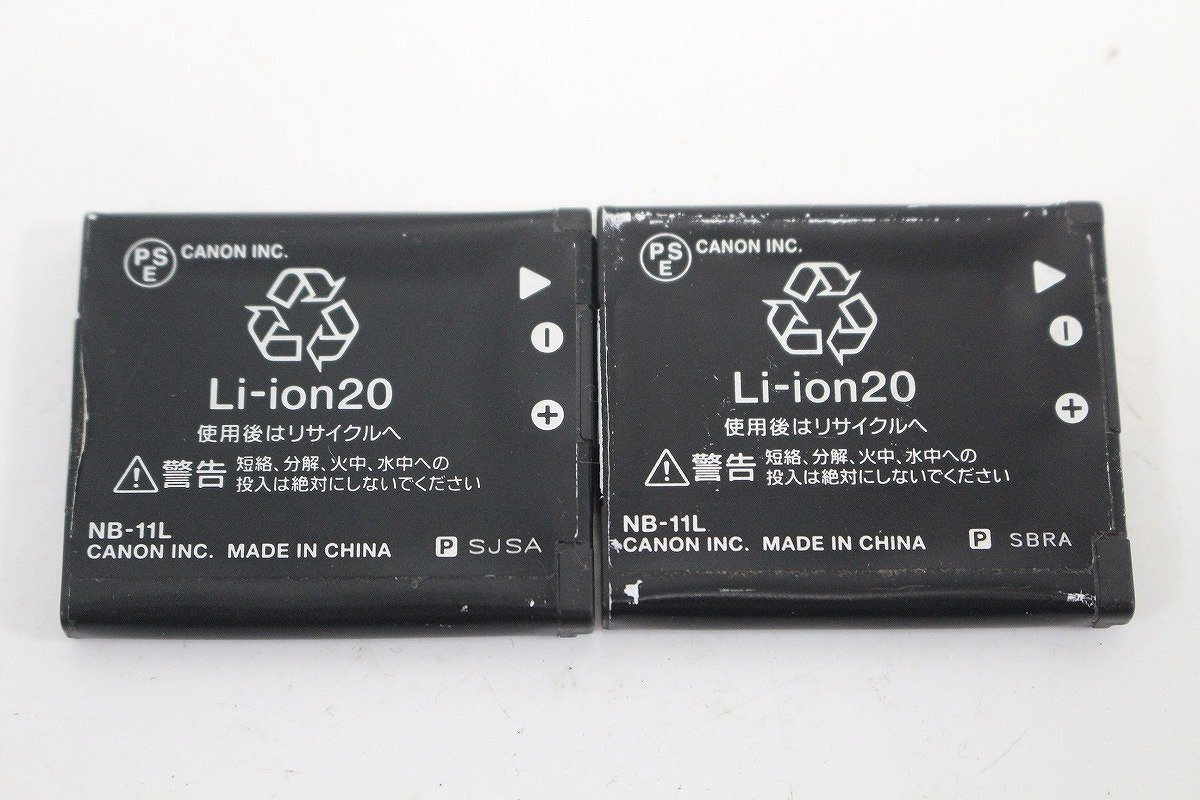 PSE CANON INC.
Li-ion20
使用後はリサイクルへ
警告 短絡、分解、火中、水中への
投入は絶対にしないでください
NB-11L
CANON INC. MADE IN CHINA P SJSA
PSE CANON INC.
Li-ion20
使用後はリサイクルへ
警告 短絡、分解、火中、水中への
投入は絶対にしないでください
NB-11L
CANON INC. MADE IN CHINA P SBRA